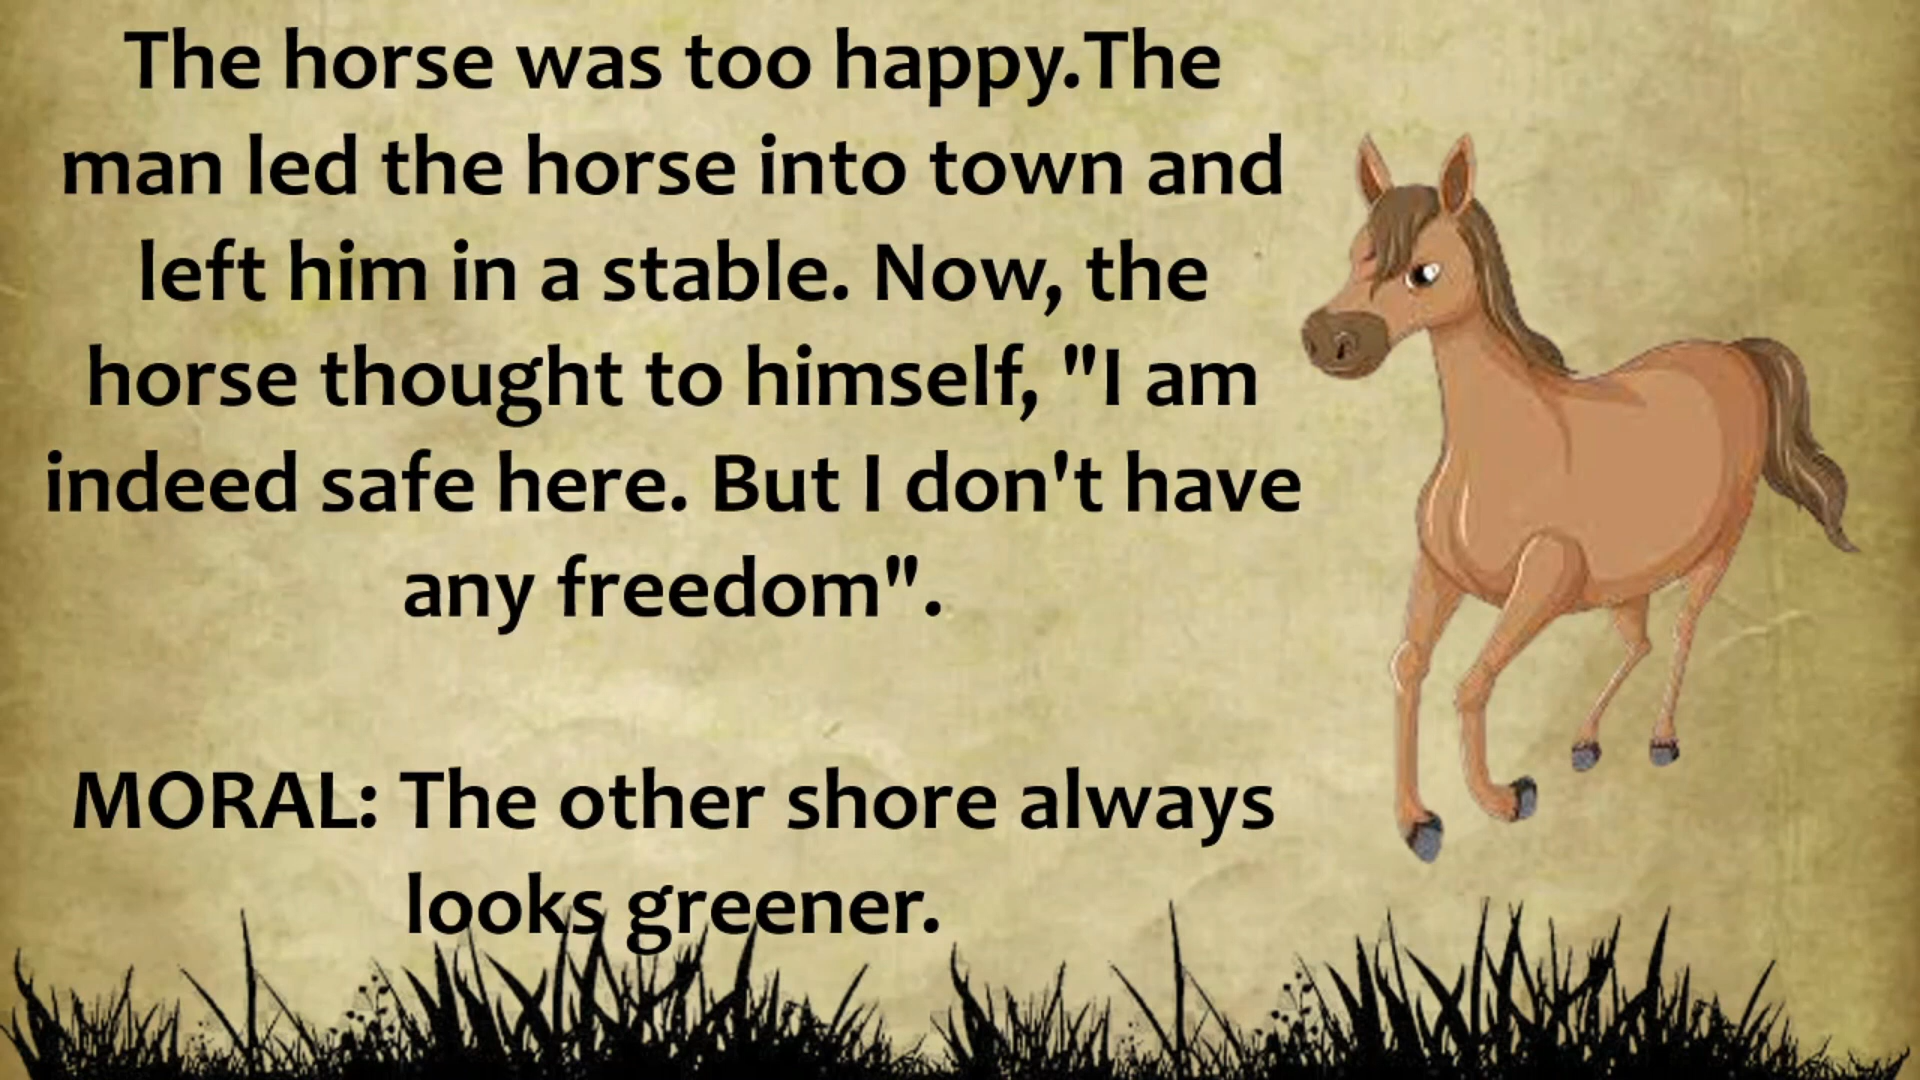 The horse was too happy.The
man led the horse into town and
left him in a stable. Now, the
horse thought to himself, "I am
indeed safe here. But I don't have
any freedom".
MORAL: The other shore always
looks greener.